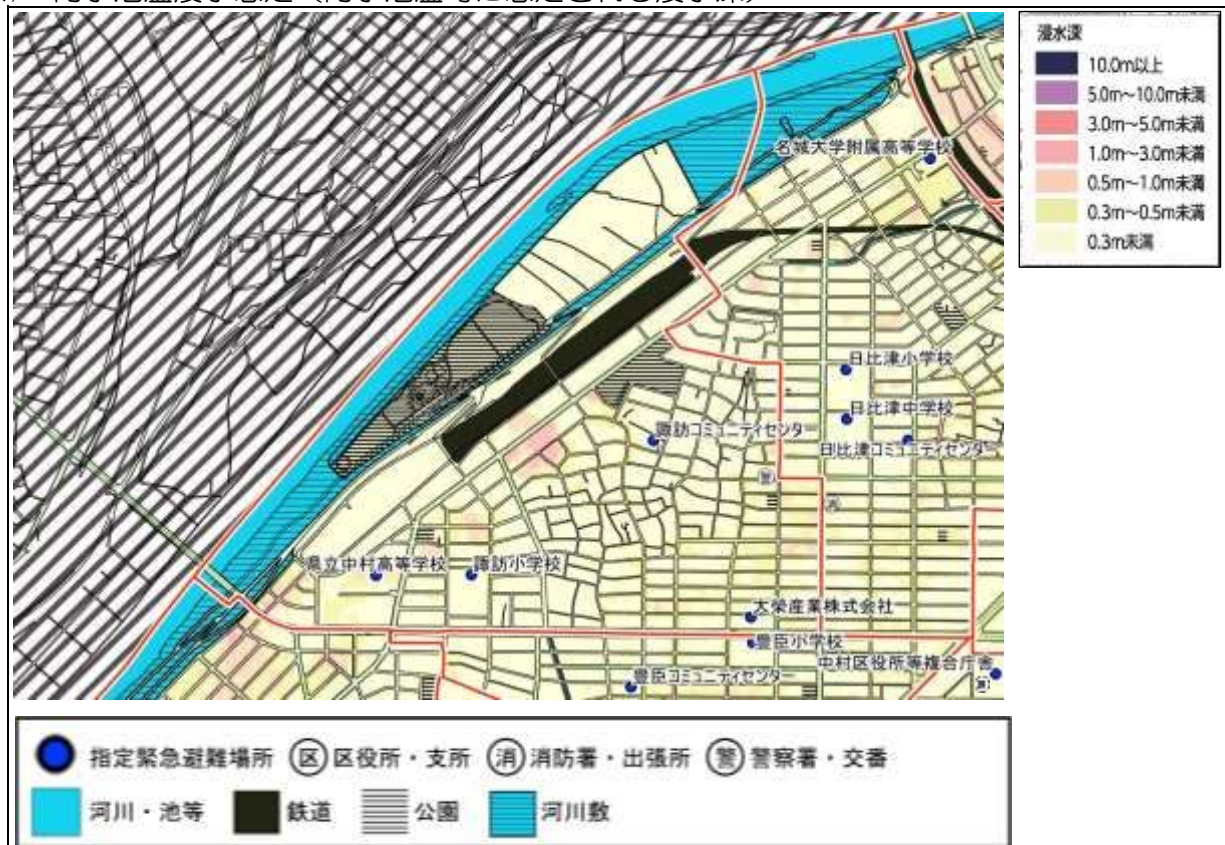 浸水深
10.0m以上
5.0m~10.0m未満
3.0m~5.0m未満
1.0m~3.0m未満
0.5m~1.0m未満
0.3m~0.5m未満
0.3m未満
名城大学附属高等学校
日比津小学校
日比津中学校
諏訪コミュニティセンター
日比津コミュニティセンター
警
消
県立中村高等学校
諏訪小学校
大栄産業株式会社
豊臣小学校
中村区役所等複合庁舎
豊臣コミュニティセンター
指定緊急避難場所 区 区役所・支所 消 消防署・出張所 警 警察署・交番
河川・池等 鉄道 公園 河川敷